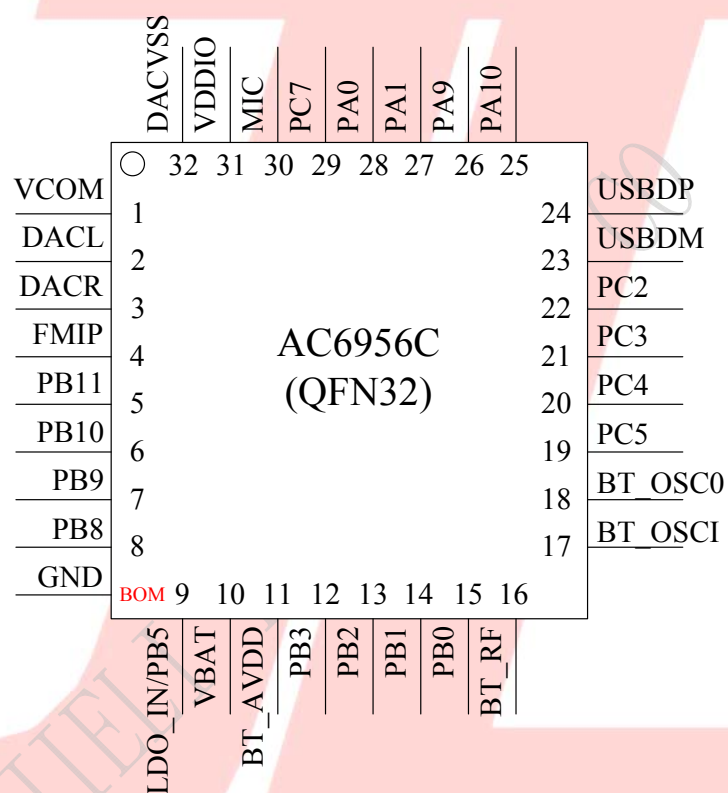 DACVSS
VDDIO
MIC
PC7
PA0
PA1
PA9
PA10
32 31 30 29 28 27 26 25
VCOM 1
DACL 2
DACR 3
FMIP 4
PB11 5
PB10 6
PB9 7
PB8 8
GND BOM
AC6956C
(QFN32)
24 USBDP
23 USBDM
22 PC2
21 PC3
20 PC4
19 PC5
18 BT_OSC0
17 BT_OSCI
9 10 11 12 13 14 15 16
LDO_IN/PB5
VBAT
BT_AVDD
PB3
PB2
PB1
PB0
BT_RF